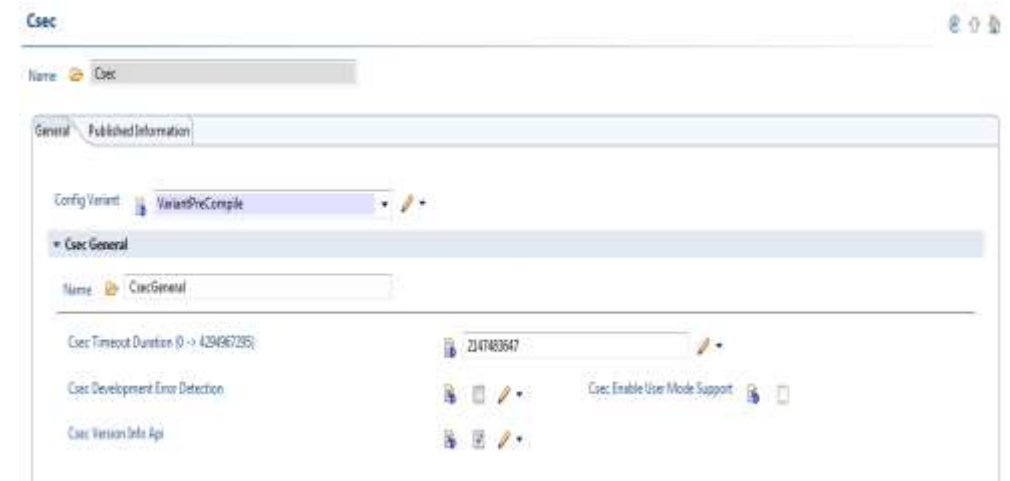 Csec
Name Csec
General Published Information
Config Variant VariantPreCompile
Csec General
Name CsecGeneral
Csec Timeout Duration (0 -> 4294967295) 2147483647
Csec Development Error Detection Csec Enable User Mode Support
Csec Version Info Api